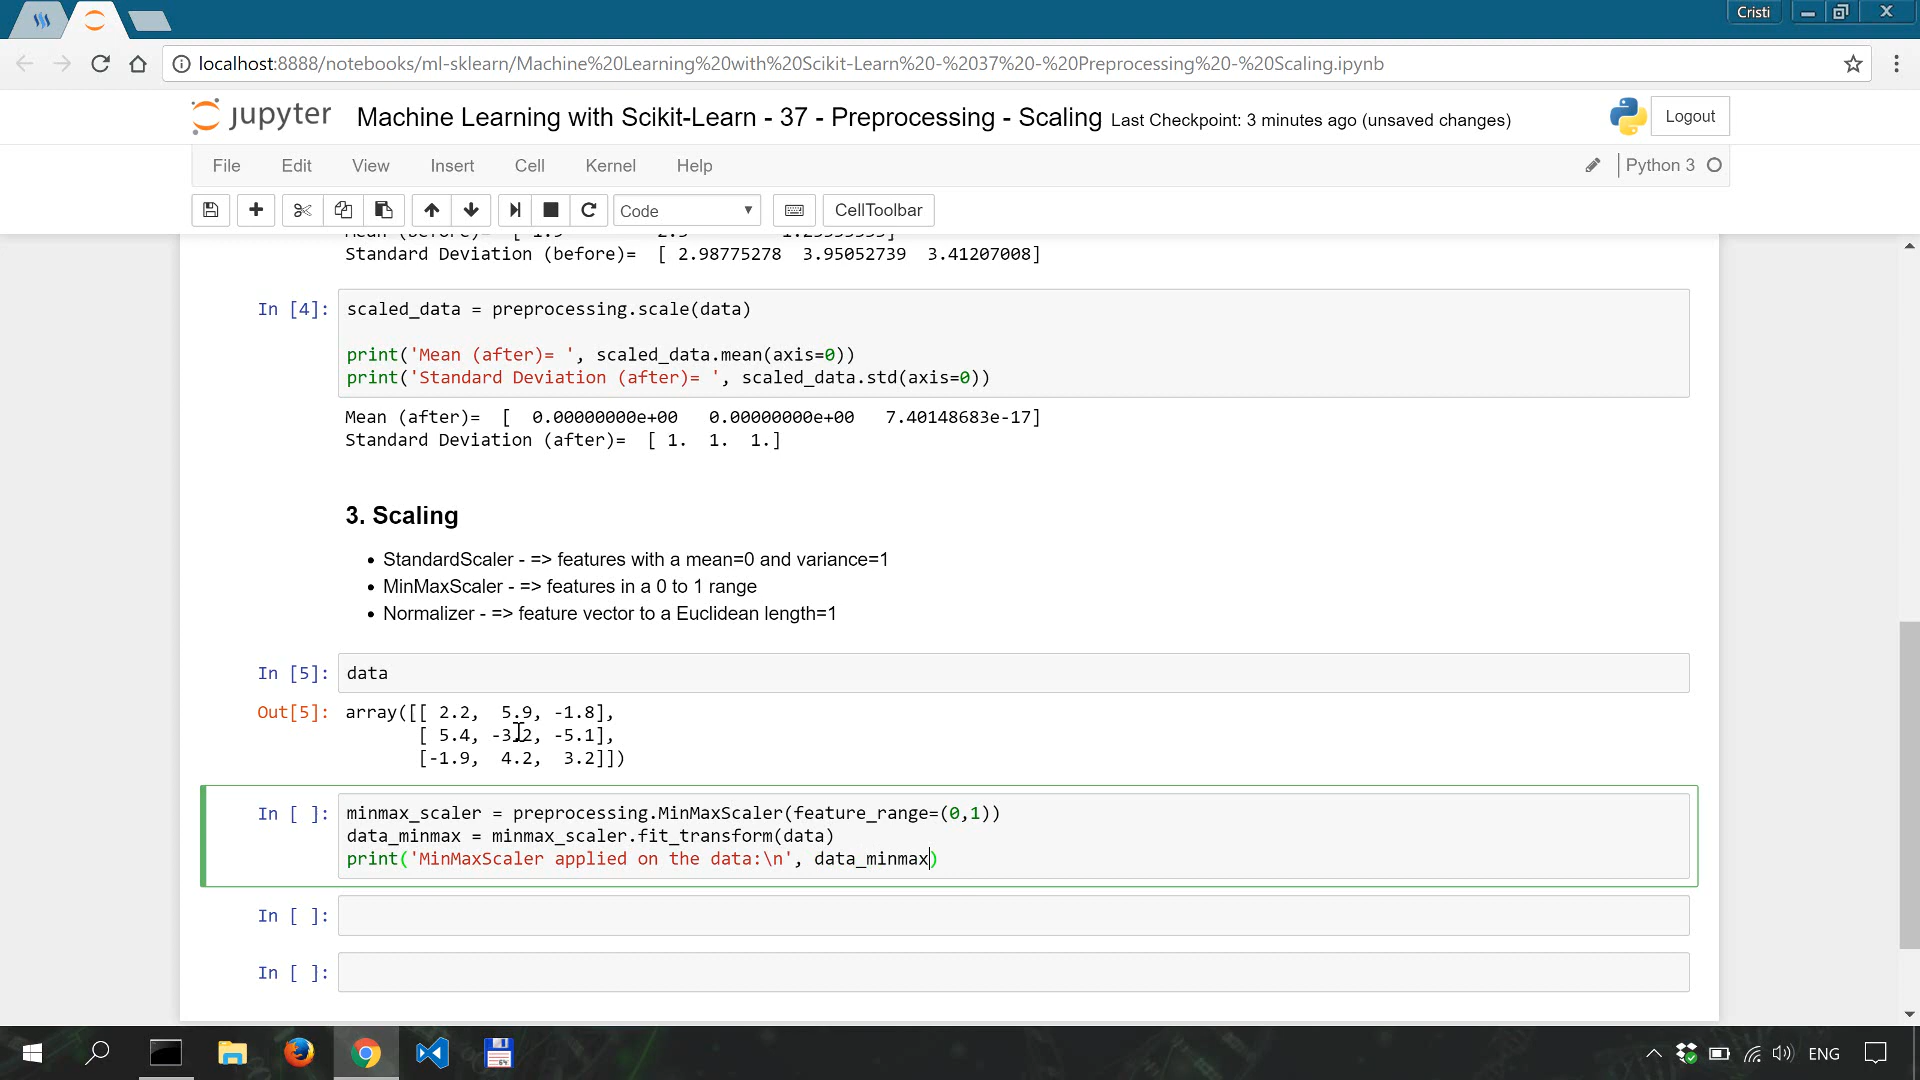 Cristi
localhost:8888/notebooks/ml-sklearn/Machine%20Learning%20with%20Scikit-Learn%20-%2037%20-%20Preprocessing%20-%20Scaling.ipynb
jupyter Machine Learning with Scikit-Learn - 37 - Preprocessing - Scaling Last Checkpoint: 3 minutes ago (unsaved changes) Logout
File Edit View Insert Cell Kernel Help Python 3
Code CellToolbar
Standard Deviation (before)=  [ 2.98775278  3.95052739  3.41207008]
In [4]: scaled_data = preprocessing.scale(data)
print('Mean (after)= ', scaled_data.mean(axis=0))
print('Standard Deviation (after)= ', scaled_data.std(axis=0))
Mean (after)=  [  0.00000000e+00   0.00000000e+00   7.40148683e-17]
Standard Deviation (after)=  [ 1.  1.  1.]
3. Scaling
• StandardScaler - => features with a mean=0 and variance=1
• MinMaxScaler - => features in a 0 to 1 range
• Normalizer - => feature vector to a Euclidean length=1
In [5]: data
Out[5]: array([[ 2.2,  5.9, -1.8],
[ 5.4, -3.2, -5.1],
[-1.9,  4.2,  3.2]])
In [ ]: minmax_scaler = preprocessing.MinMaxScaler(feature_range=(0,1))
data_minmax = minmax_scaler.fit_transform(data)
print('MinMaxScaler applied on the data:\n', data_minmax)
In [ ]:
In [ ]:
64 ENG